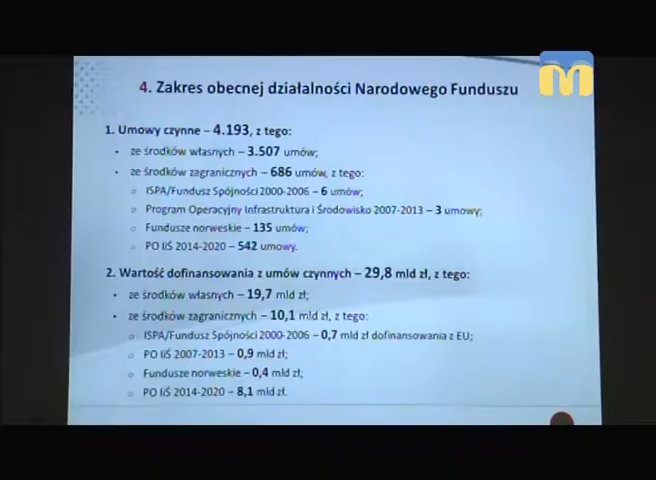 4. Zakres obecnej działalności Narodowego Funduszu
1. Umowy czynne – 4.193, z tego:
• ze środków własnych – 3.507 umów;
• ze środków zagranicznych – 686 umów, z tego:
o ISPA/Fundusz Spójności 2000-2006 – 6 umów;
o Program Operacyjny Infrastruktura i Środowisko 2007-2013 – 3 umowy;
o Fundusze norweskie – 135 umów;
o PO IiŚ 2014-2020 – 542 umowy.
2. Wartość dofinansowania z umów czynnych – 29,8 mld zł, z tego:
• ze środków własnych – 19,7 mld zł;
• ze środków zagranicznych – 10,1 mld zł, z tego:
o ISPA/Fundusz Spójności 2000-2006 – 0,7 mld zł dofinansowania z EU;
o PO IiŚ 2007-2013 – 0,9 mld zł;
o Fundusze norweskie – 0,4 mld zł;
o PO IiŚ 2014-2020 – 8,1 mld zł.